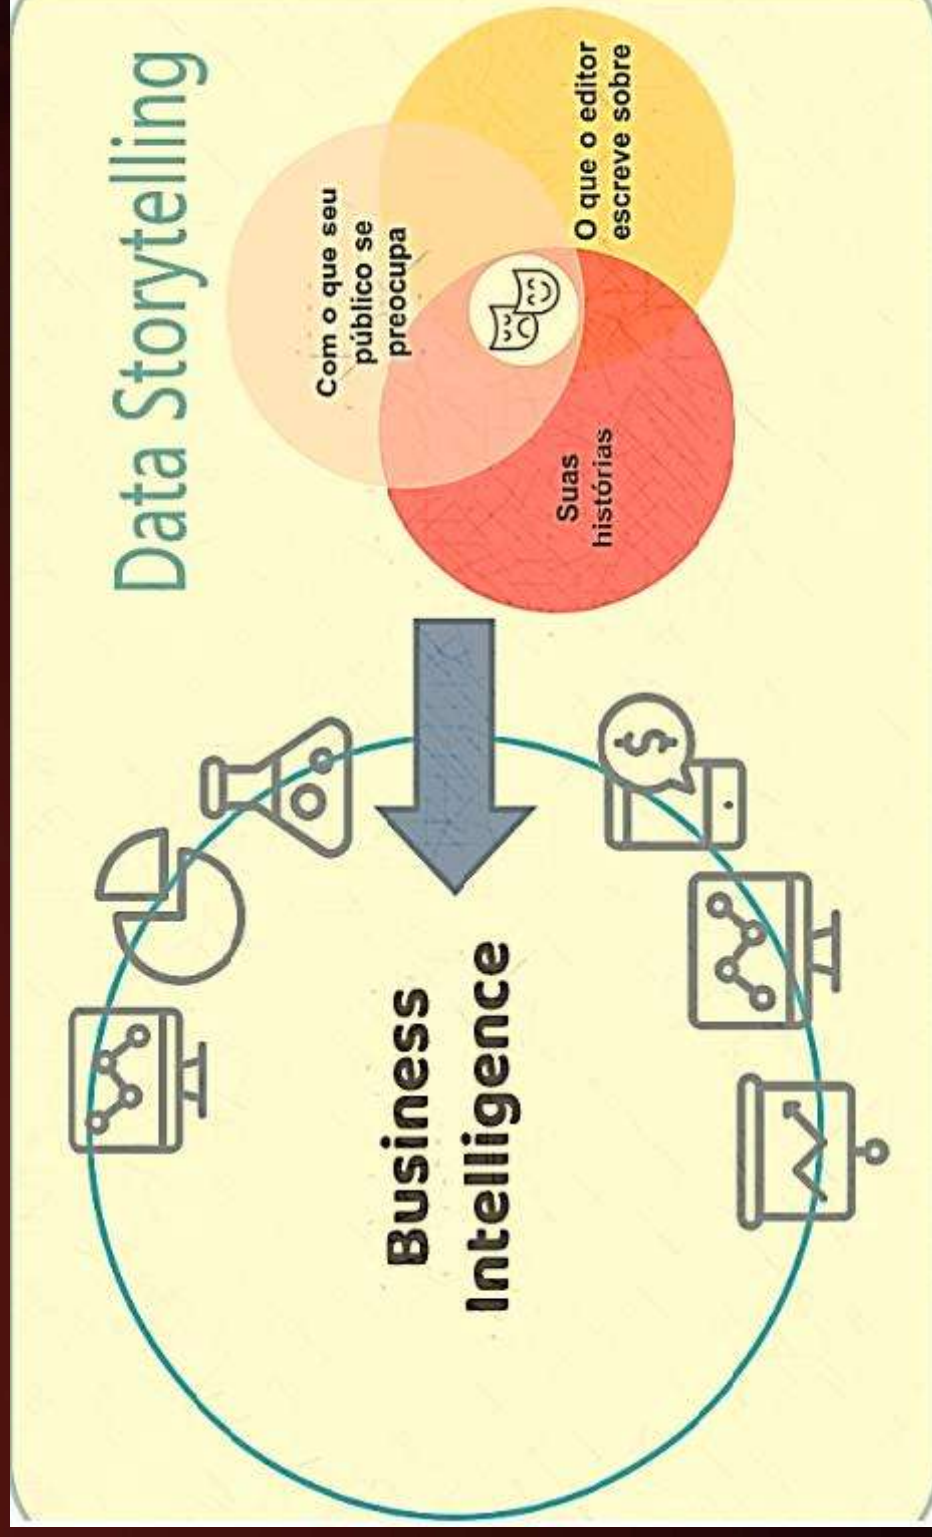 Data Storytelling
Com o que seu
público se
preocupa
O que o editor
escreve sobre
Suas
histórias
Business
Intelligence
$